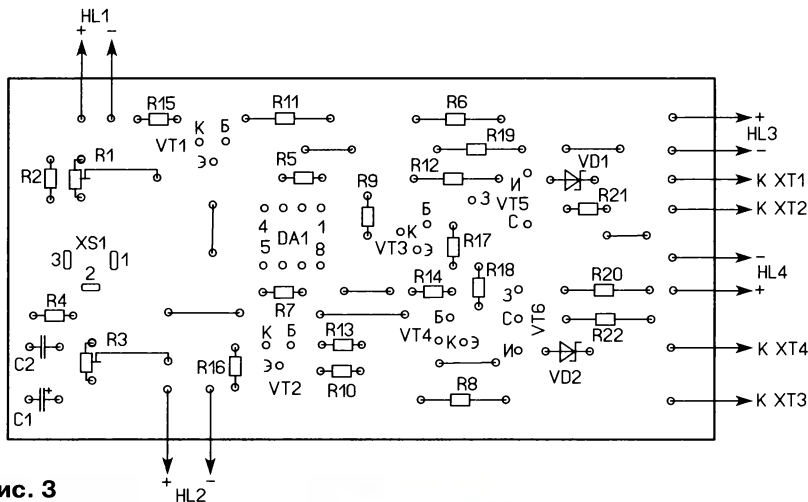 HL1
+ −
R15
К Б
VT1
Э
R11
R6
+
HL3
−
R19
R2
R1
R5
R12
И
VD1
К XT1
R9
З
VT5
R21
К XT2
4 1
DA1
5 8
Б
К
VT3
Э
С
R17
XS1
3 1
2
−
HL4
+
R4
R7
R14
R18
З
R20
С
VT6
Б
R22
C2
R3
К Б
R13
VT4
К Э
И
К XT4
R16
Э
VT2
R10
VD2
C1
+
R8
К XT3
+ −
HL2
ис. 3